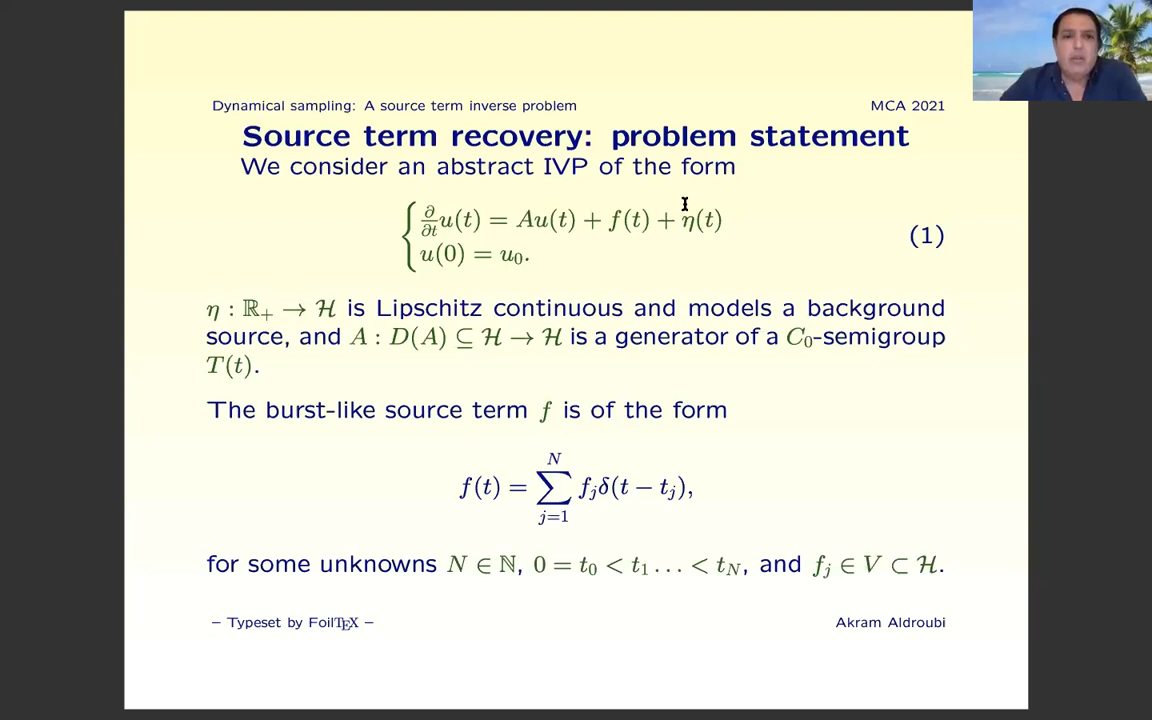 Dynamical sampling: A source term inverse problem MCA 2021
Source term recovery: problem statement
We consider an abstract IVP of the form
∂/∂t u(t) = Au(t) + f(t) + η(t)
u(0) = u₀.
(1)
η : ℝ₊ → ℋ is Lipschitz continuous and models a background
source, and A : D(A) ⊆ ℋ → ℋ is a generator of a C₀-semigroup
T(t).
The burst-like source term f is of the form
f(t) = ∑_{j=1}^{N} f_jδ(t − t_j),
for some unknowns N ∈ ℕ, 0 = t₀ < t₁ … < t_N, and f_j ∈ V ⊂ ℋ.
– Typeset by FoilTEX – Akram Aldroubi